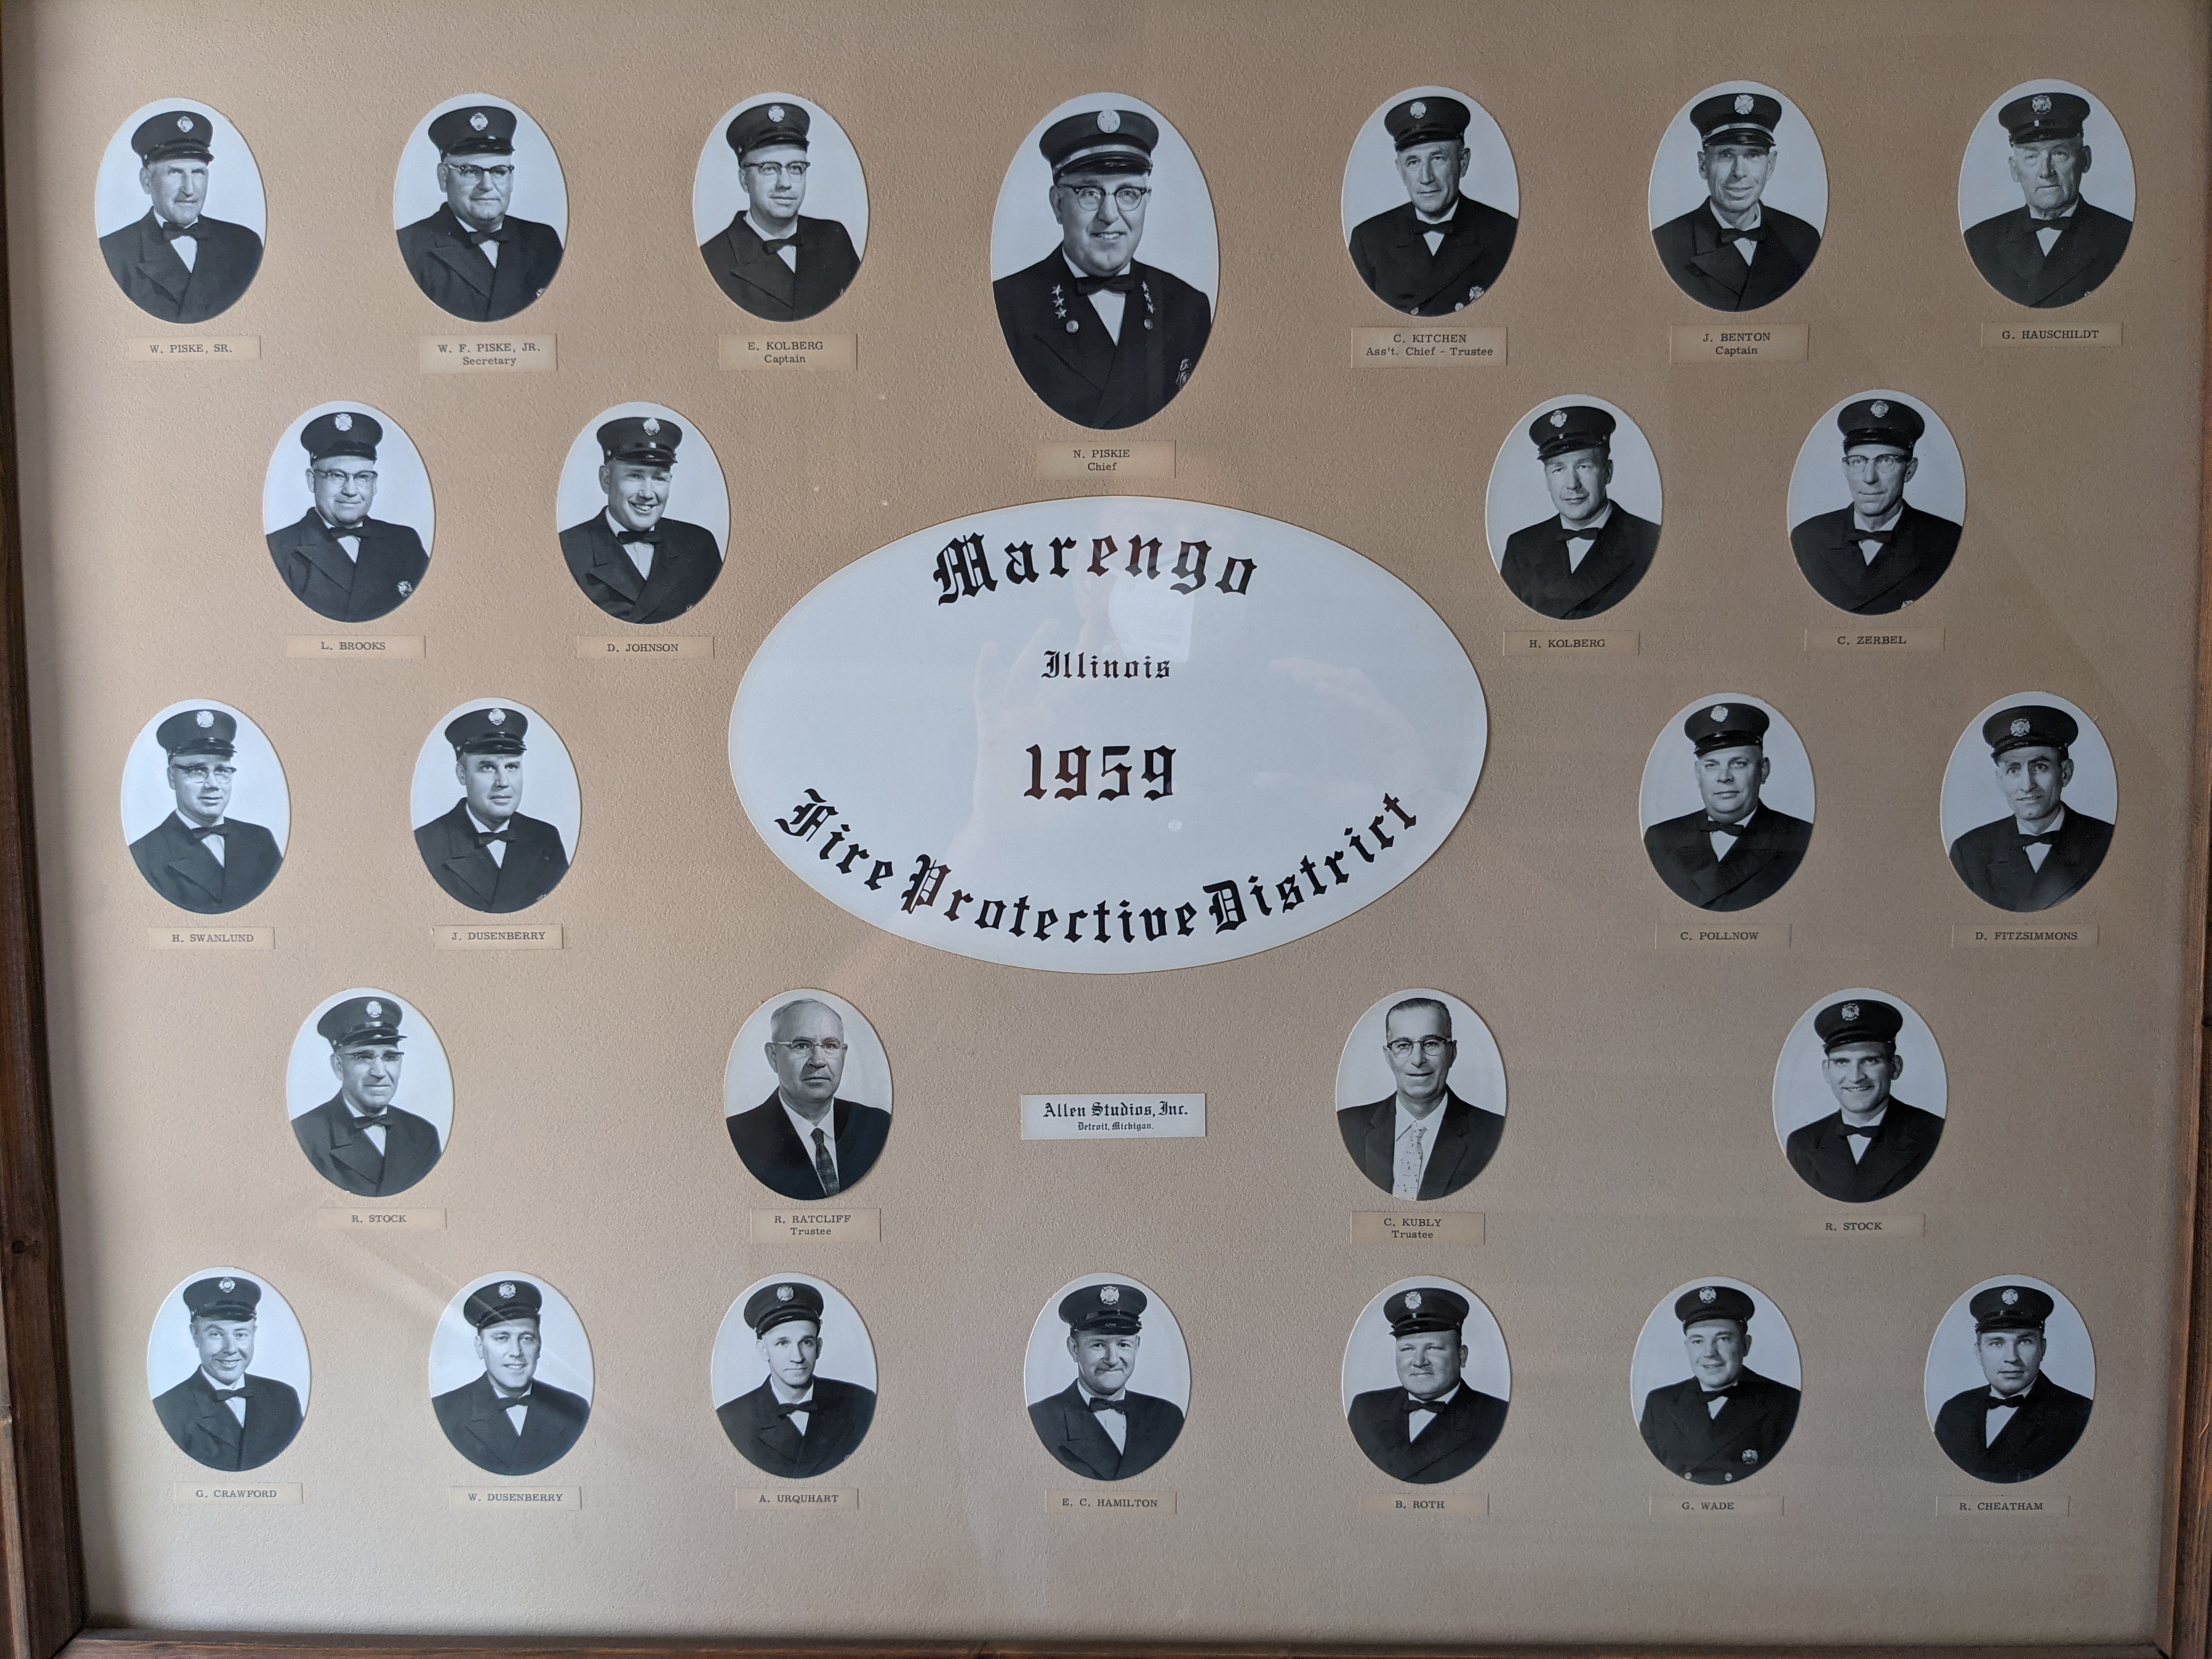 W. PISKE, SR.
W. F. PISKE, JR.
Secretary
E. KOLBERG
Captain
N. PISKIE
Chief
C. KITCHEN
Ass't. Chief - Trustee
J. BENTON
Captain
G. HAUSCHILDT
L. BROOKS
D. JOHNSON
H. KOLBERG
C. ZERBEL
Marengo
Illinois
1959
Fire Protective District
H. SWANLUND
J. DUSENBERRY
C. POLLNOW
D. FITZSIMMONS
R. STOCK
R. RATCLIFF
Trustee
Allen Studios, Inc.
Detroit, Michigan.
C. KUBLY
Trustee
R. STOCK
G. CRAWFORD
W. DUSENBERRY
A. URQUHART
E. C. HAMILTON
B. ROTH
G. WADE
R. CHEATHAM